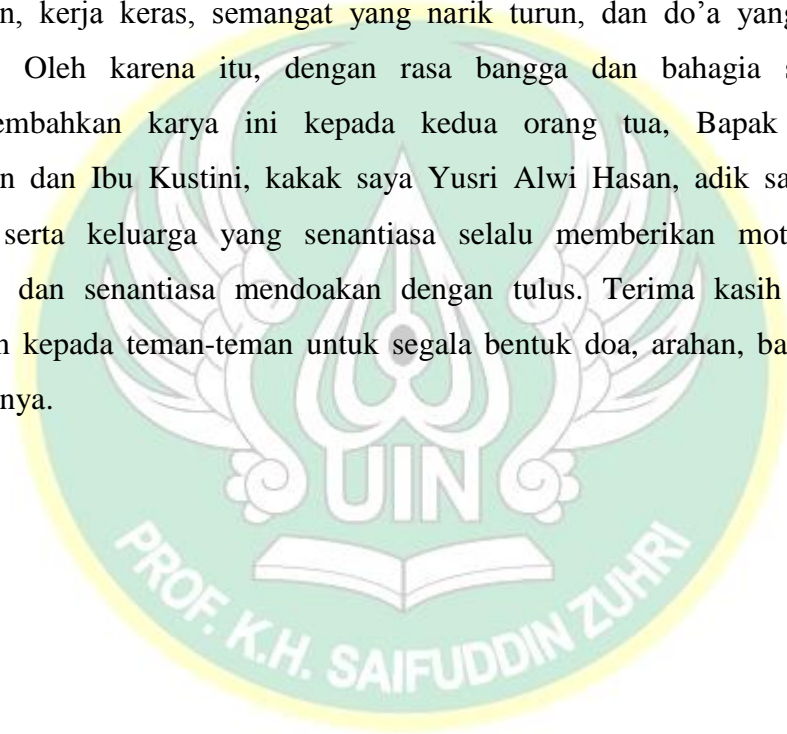 n, kerja keras, semangat yang narik turun, dan do’a yang
Oleh karena itu, dengan rasa bangga dan bahagia s
embahkan karya ini kepada kedua orang tua, Bapak
n dan Ibu Kustini, kakak saya Yusri Alwi Hasan, adik sa
serta keluarga yang senantiasa selalu memberikan mot
dan senantiasa mendoakan dengan tulus. Terima kasih
n kepada teman-teman untuk segala bentuk doa, arahan, ba
nya.
UIN
PROF. K.H. SAIFUDDIN ZUHRI